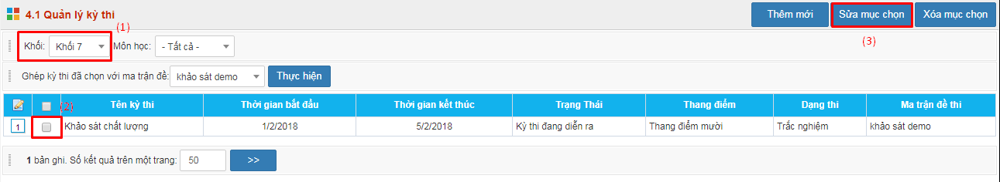 4.1 Quản lý kỳ thi Thêm mới Sửa mục chọn Xóa mục chọn
(1)
(3)
Khối: Khối 7 Môn học: - Tất cả -
Ghép kỳ thi đã chọn với ma trận đề: khảo sát demo Thực hiện
(2) Tên kỳ thi Thời gian bắt đầu Thời gian kết thúc Trạng Thái Thang điểm Dạng thi Ma trận đề thi
1 Khảo sát chất lượng 1/2/2018 5/2/2018 Kỳ thi đang diễn ra Thang điểm mười Trắc nghiệm khảo sát demo
1 bản ghi. Số kết quả trên một trang: 50 >>